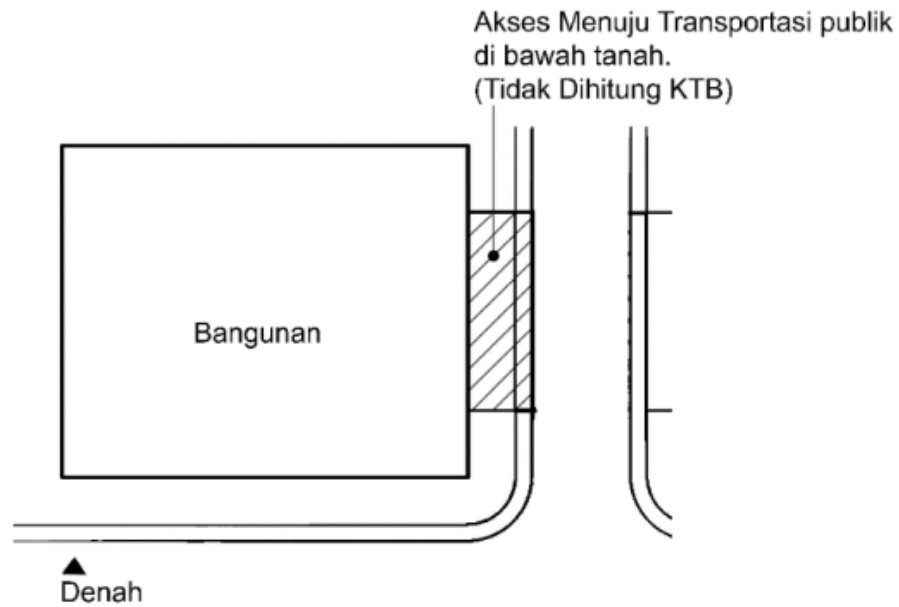 Akses Menuju Transportasi publik
di bawah tanah.
(Tidak Dihitung KTB)
Bangunan
Denah